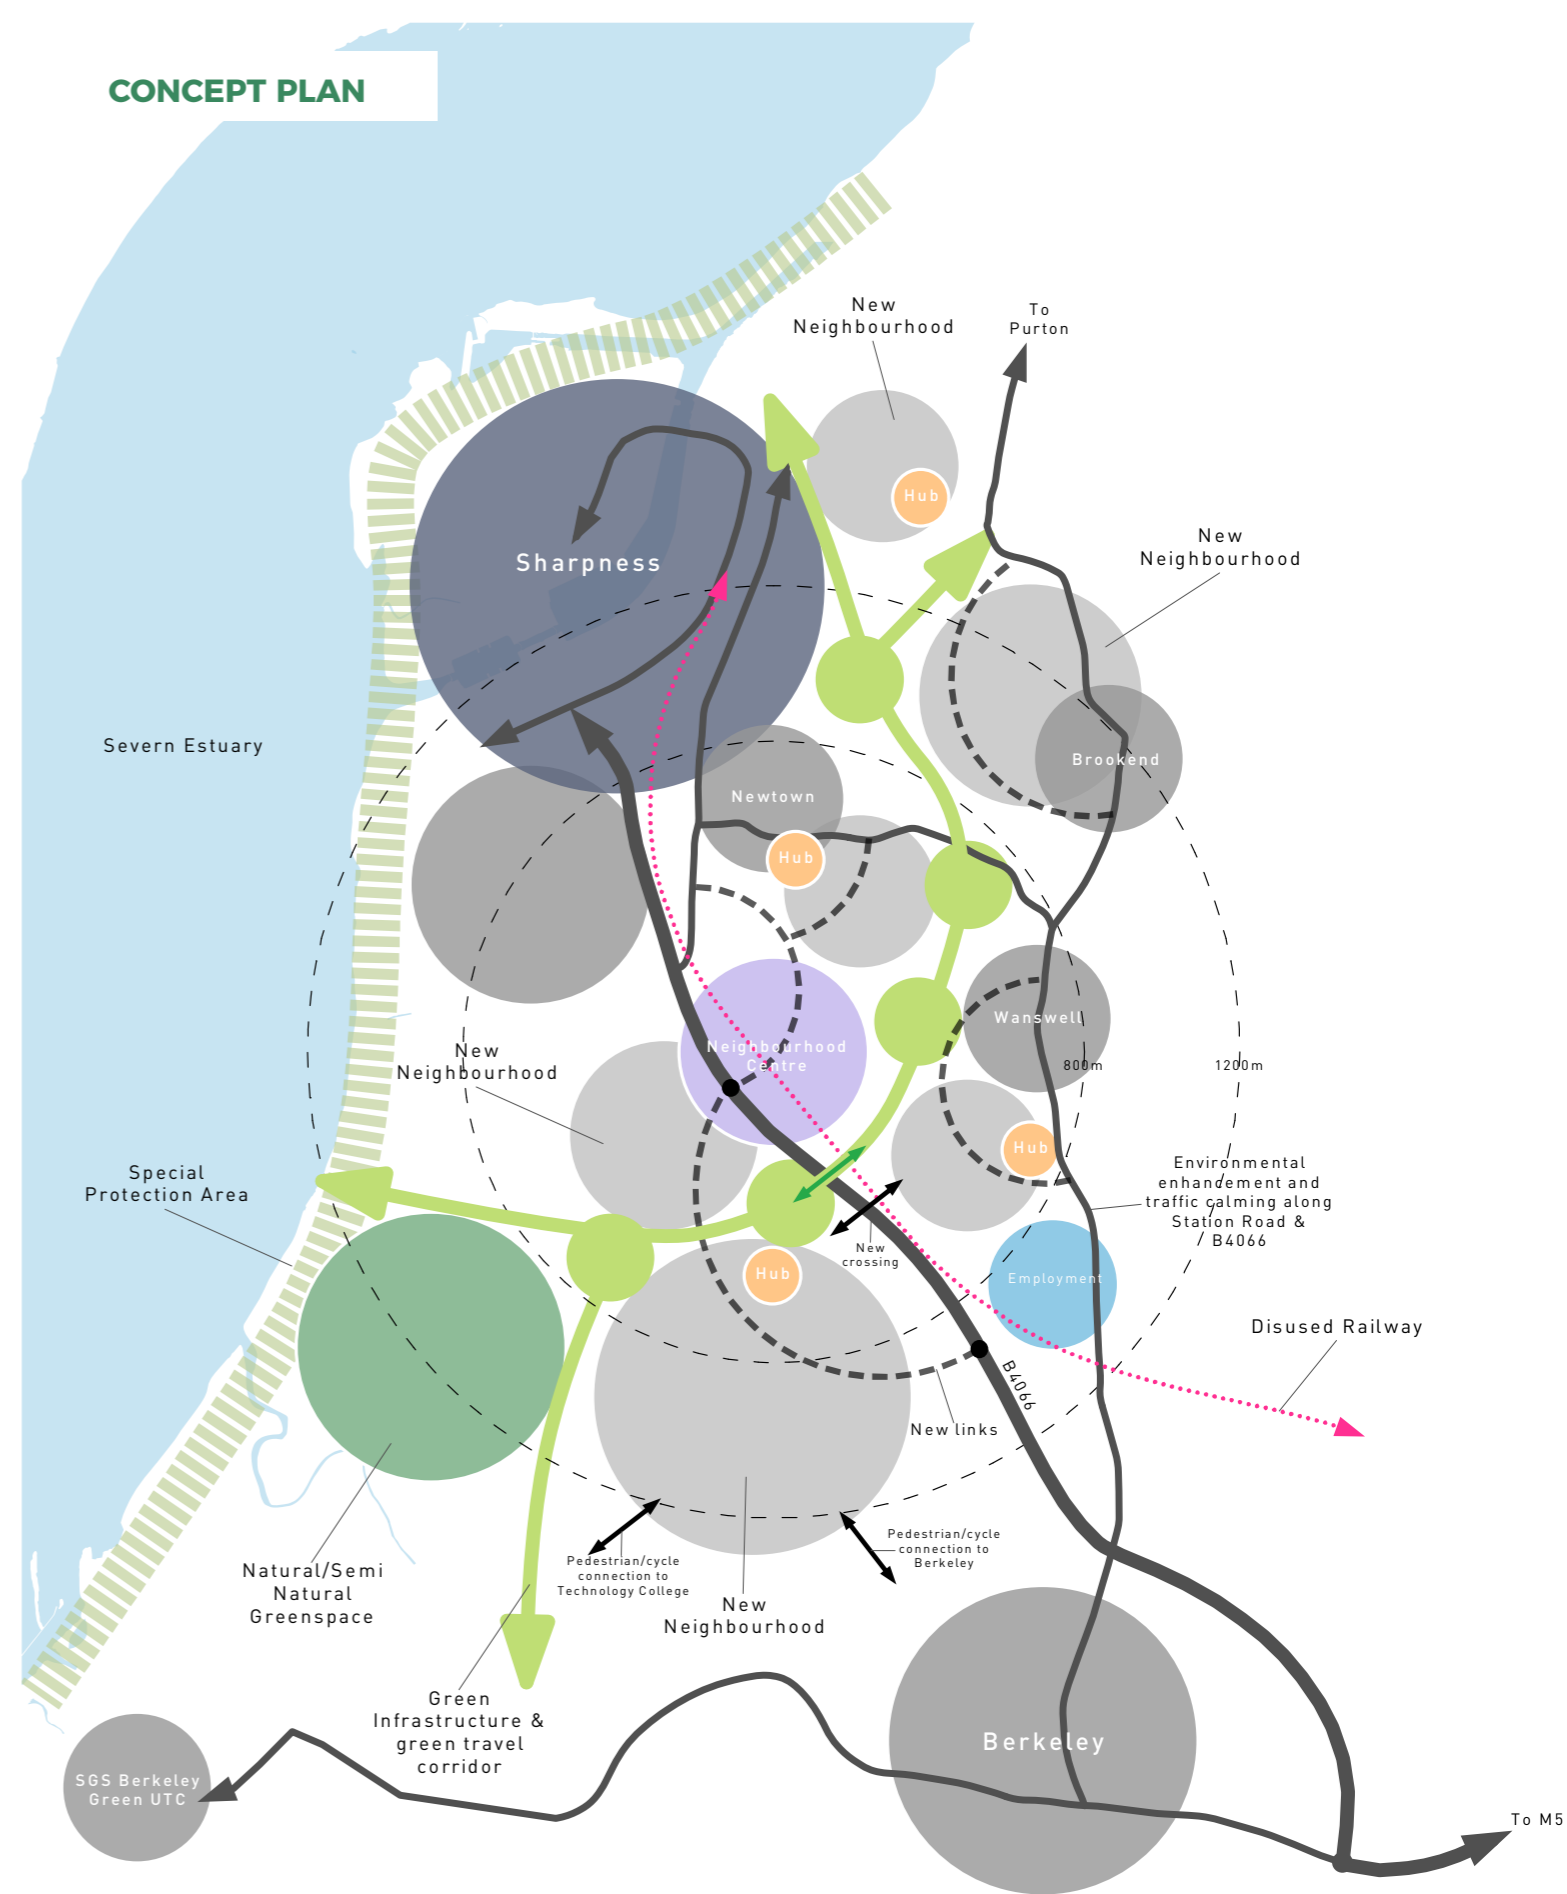 CONCEPT PLAN
New
Neighbourhood
To
Purton
Hub
New
Neighbourhood
Sharpness
Severn Estuary
Brookend
Newtown
Hub
Wanswell
Neighbourhood
Centre
New
Neighbourhood
800m
1200m
Hub
Special
Protection Area
Environmental
enhancement and
traffic calming along
Station Road &
B4066
New
crossing
Hub
Employment
Disused Railway
B4066
New links
Pedestrian/cycle
connection to
Berkeley
Pedestrian/cycle
connection to
Technology College
Natural/Semi
Natural
Greenspace
New
Neighbourhood
Green
Infrastructure &
green travel
corridor
Berkeley
SGS Berkeley
Green UTC
To M5